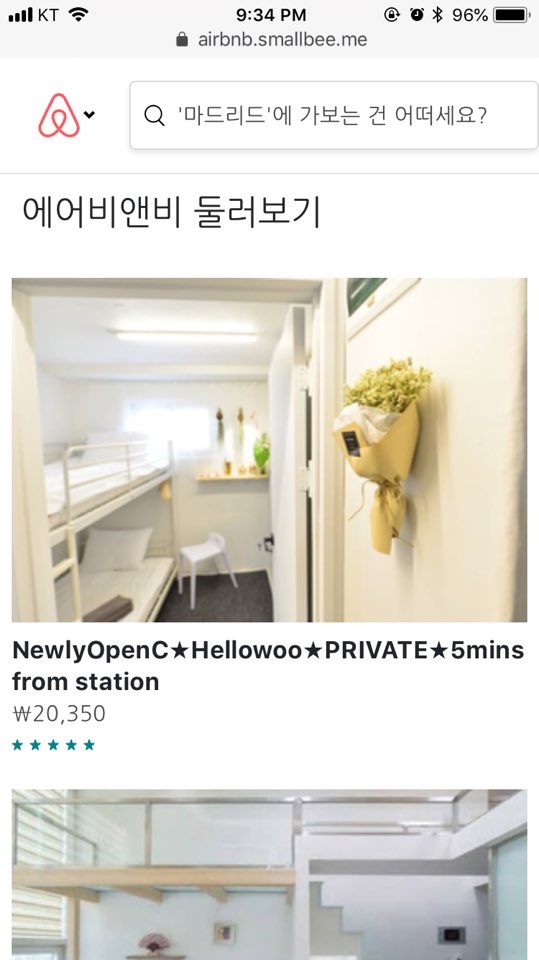 KT 9:34 PM 96%
airbnb.smallbee.me
'마드리드'에 가보는 건 어떠세요?
에어비앤비 둘러보기
NewlyOpenC★Hellowoo★PRIVATE★5mins
from station
₩20,350
★ ★ ★ ★ ★